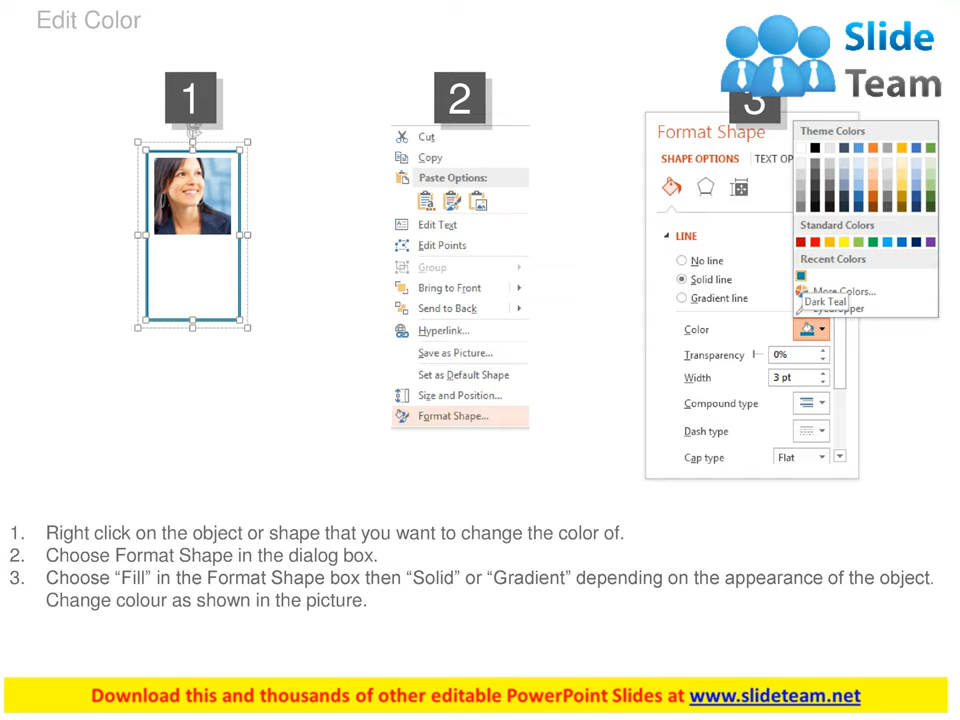 Edit Color
Slide
Team
1
2
3
Cut
Copy
Paste Options:
Edit Text
Edit Points
Group
Bring to Front
Send to Back
Hyperlink...
Save as Picture...
Set as Default Shape
Size and Position...
Format Shape...
Format Shape
SHAPE OPTIONS
TEXT OP
LINE
No line
Solid line
Gradient line
Color
Transparency
0%
Width
3 pt
Compound type
Dash type
Cap type
Flat
Theme Colors
Standard Colors
Recent Colors
More Colors...
Dark Teal
Eyedropper
1. Right click on the object or shape that you want to change the color of.
2. Choose Format Shape in the dialog box.
3. Choose “Fill” in the Format Shape box then “Solid” or “Gradient” depending on the appearance of the object.
Change colour as shown in the picture.
Download this and thousands of other editable PowerPoint Slides at www.slideteam.net